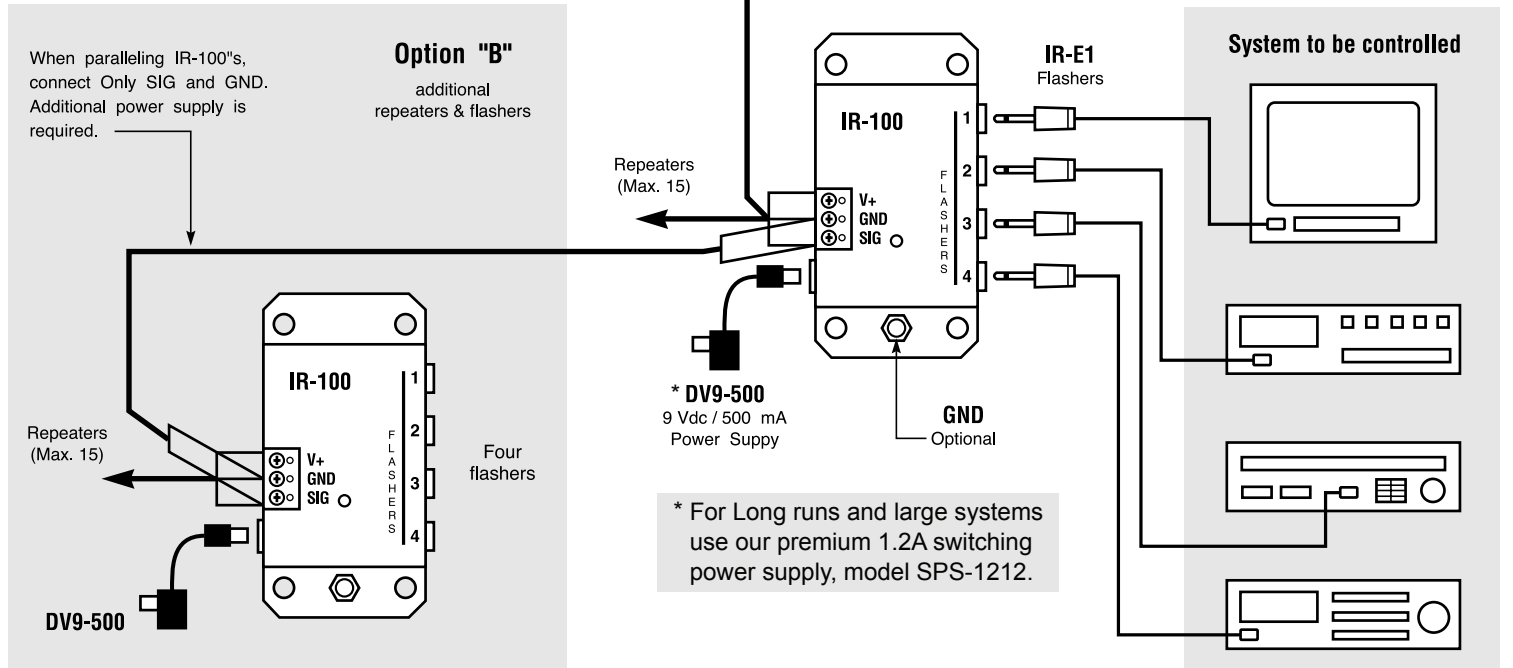 When paralleling IR-100"s,
connect Only SIG and GND.
Additional power supply is
required.
Option "B"
additional
repeaters & flashers
Repeaters
(Max. 15)
IR-100
V+
GND
SIG
FLASHERS
1
2
3
4
IR-E1
Flashers
System to be controlled
* DV9-500
9 Vdc / 500 mA
Power Suppy
GND
Optional
* For Long runs and large systems
use our premium 1.2A switching
power supply, model SPS-1212.
Repeaters
(Max. 15)
IR-100
V+
GND
SIG
FLASHERS
1
2
3
4
Four
flashers
DV9-500